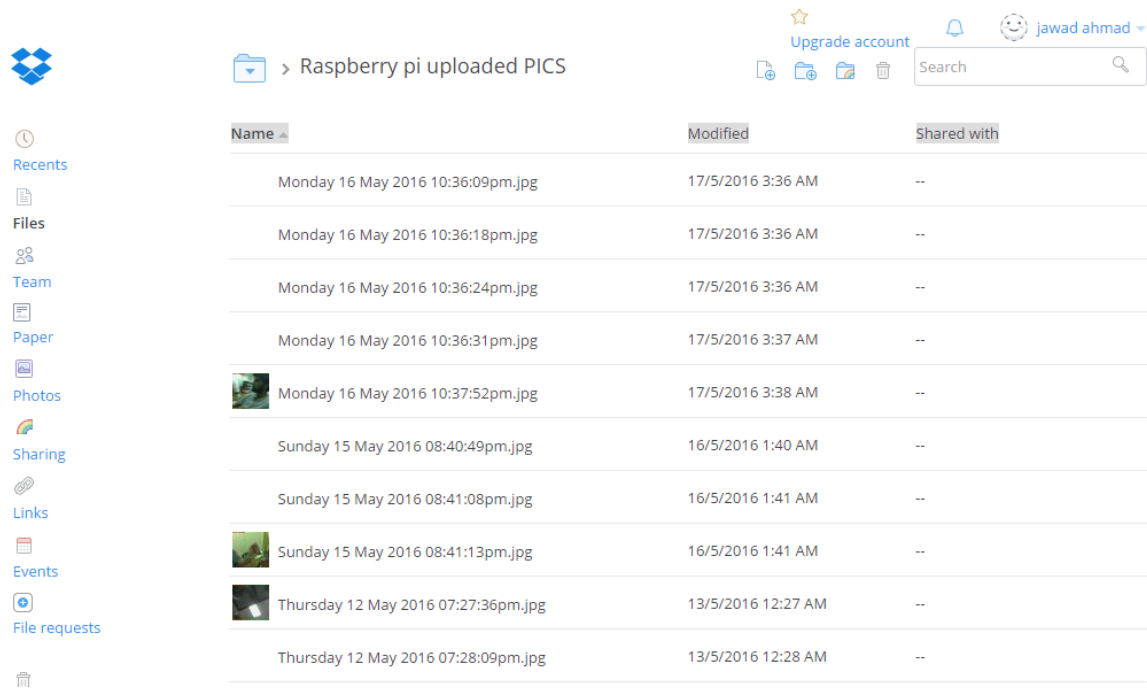 Upgrade account
jawad ahmad
Raspberry pi uploaded PICS
Search
Recents
Files
Team
Paper
Photos
Sharing
Links
Events
File requests
Name Modified Shared with
Monday 16 May 2016 10:36:09pm.jpg 17/5/2016 3:36 AM --
Monday 16 May 2016 10:36:18pm.jpg 17/5/2016 3:36 AM --
Monday 16 May 2016 10:36:24pm.jpg 17/5/2016 3:36 AM --
Monday 16 May 2016 10:36:31pm.jpg 17/5/2016 3:37 AM --
Monday 16 May 2016 10:37:52pm.jpg 17/5/2016 3:38 AM --
Sunday 15 May 2016 08:40:49pm.jpg 16/5/2016 1:40 AM --
Sunday 15 May 2016 08:41:08pm.jpg 16/5/2016 1:41 AM --
Sunday 15 May 2016 08:41:13pm.jpg 16/5/2016 1:41 AM --
Thursday 12 May 2016 07:27:36pm.jpg 13/5/2016 12:27 AM --
Thursday 12 May 2016 07:28:09pm.jpg 13/5/2016 12:28 AM --